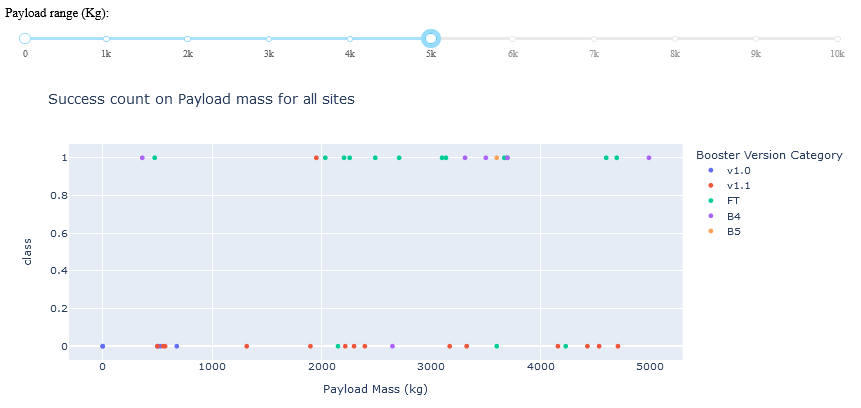 Payload range (Kg):
0 1k 2k 3k 4k 5k 6k 7k 8k 9k 10k
Success count on Payload mass for all sites
1
0.8
0.6
0.4
0.2
0
class
0 1000 2000 3000 4000 5000
Payload Mass (kg)
Booster Version Category
v1.0
v1.1
FT
B4
B5